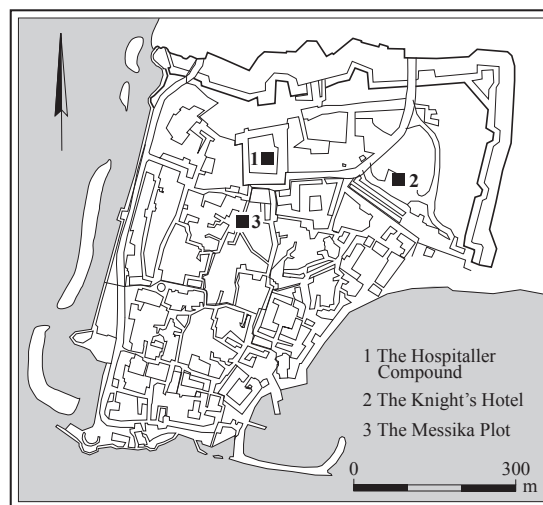 1
2
3
1 The Hospitaller
Compound
2 The Knight's Hotel
3 The Messika Plot
0 300
m